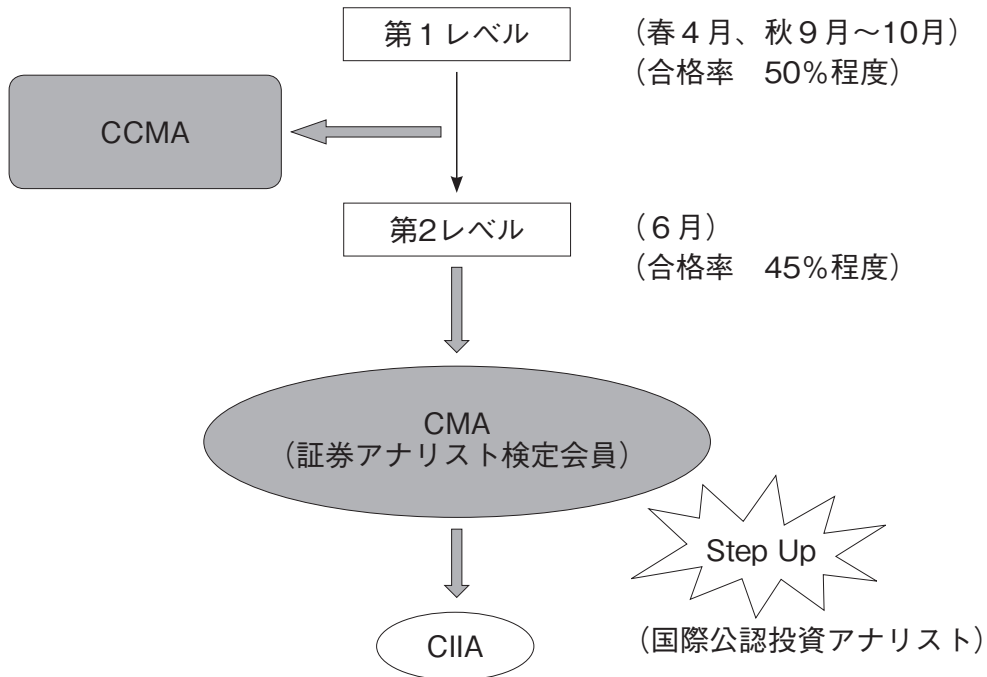 第１レベル
（春４月、秋９月～10月）
（合格率　50％程度）
CCMA
第2レベル
（６月）
（合格率　45％程度）
CMA
（証券アナリスト検定会員）
Step Up
CIIA
（国際公認投資アナリスト）